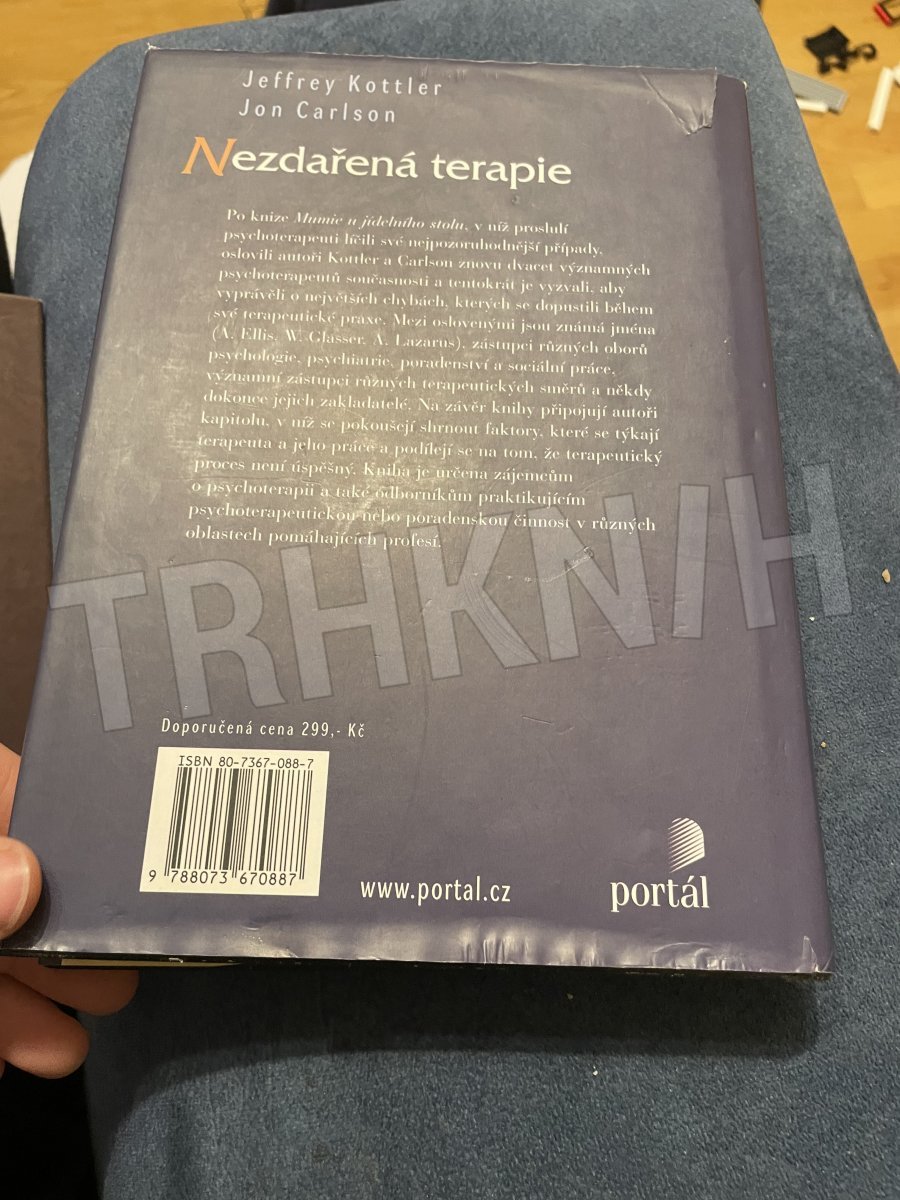 Jeffrey Kottler
Jon Carlson
Nezdařená terapie
Po knize Mumie u jídelního stolu, v níž proslulí
psychoterapeuti líčili své nejpozoruhodnější případy,
oslovili autoři Kottler a Carlson znovu dvacet významných
psychoterapeutů současnosti a tentokrát je vyzvali, aby
vyprávěli o největších chybách, kterých se dopustili během
své terapeutické praxe. Mezi oslovenými jsou známá jména
(A. Ellis, W. Glasser, A. Lazarus), zástupci různých oborů
psychologie, psychiatrie, poradenství a sociální práce,
významní zástupci různých terapeutických směrů a někdy
dokonce jejich zakladatelé. Na závěr knihy připojují autoři
kapitolu, v níž se pokoušejí shrnout faktory, které se týkají
terapeuta a jeho práce a podílejí se na tom, že terapeutický
proces není úspěšný. Kniha je určena zájemcům
o psychoterapii a také odborníkům praktikujícím
psychoterapeutickou nebo poradenskou činnost v různých
oblastech pomáhajících profesí.
TRHKNIH
Doporučená cena 299,- Kč
ISBN 80-7367-088-7
9 788073 670887
www.portal.cz
portál